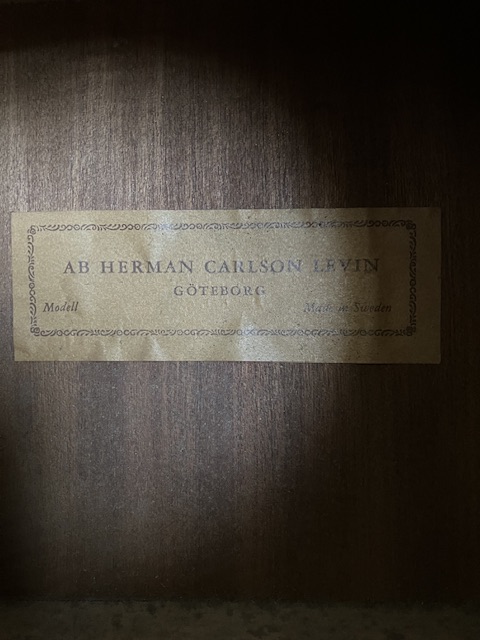 AB HERMAN CARLSON LEVIN
GÖTEBORG
Modell Made in Sweden